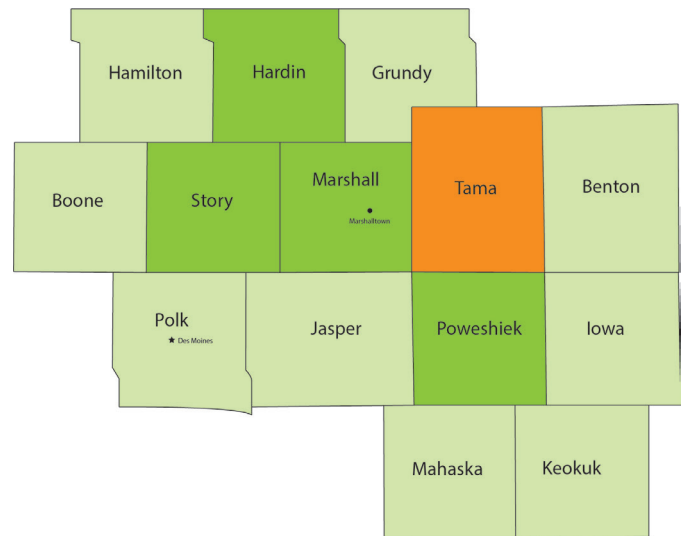 Hamilton
Hardin
Grundy
Boone
Story
Marshall
Marshalltown
Tama
Benton
Polk
Des Moines
Jasper
Poweshiek
Iowa
Mahaska
Keokuk